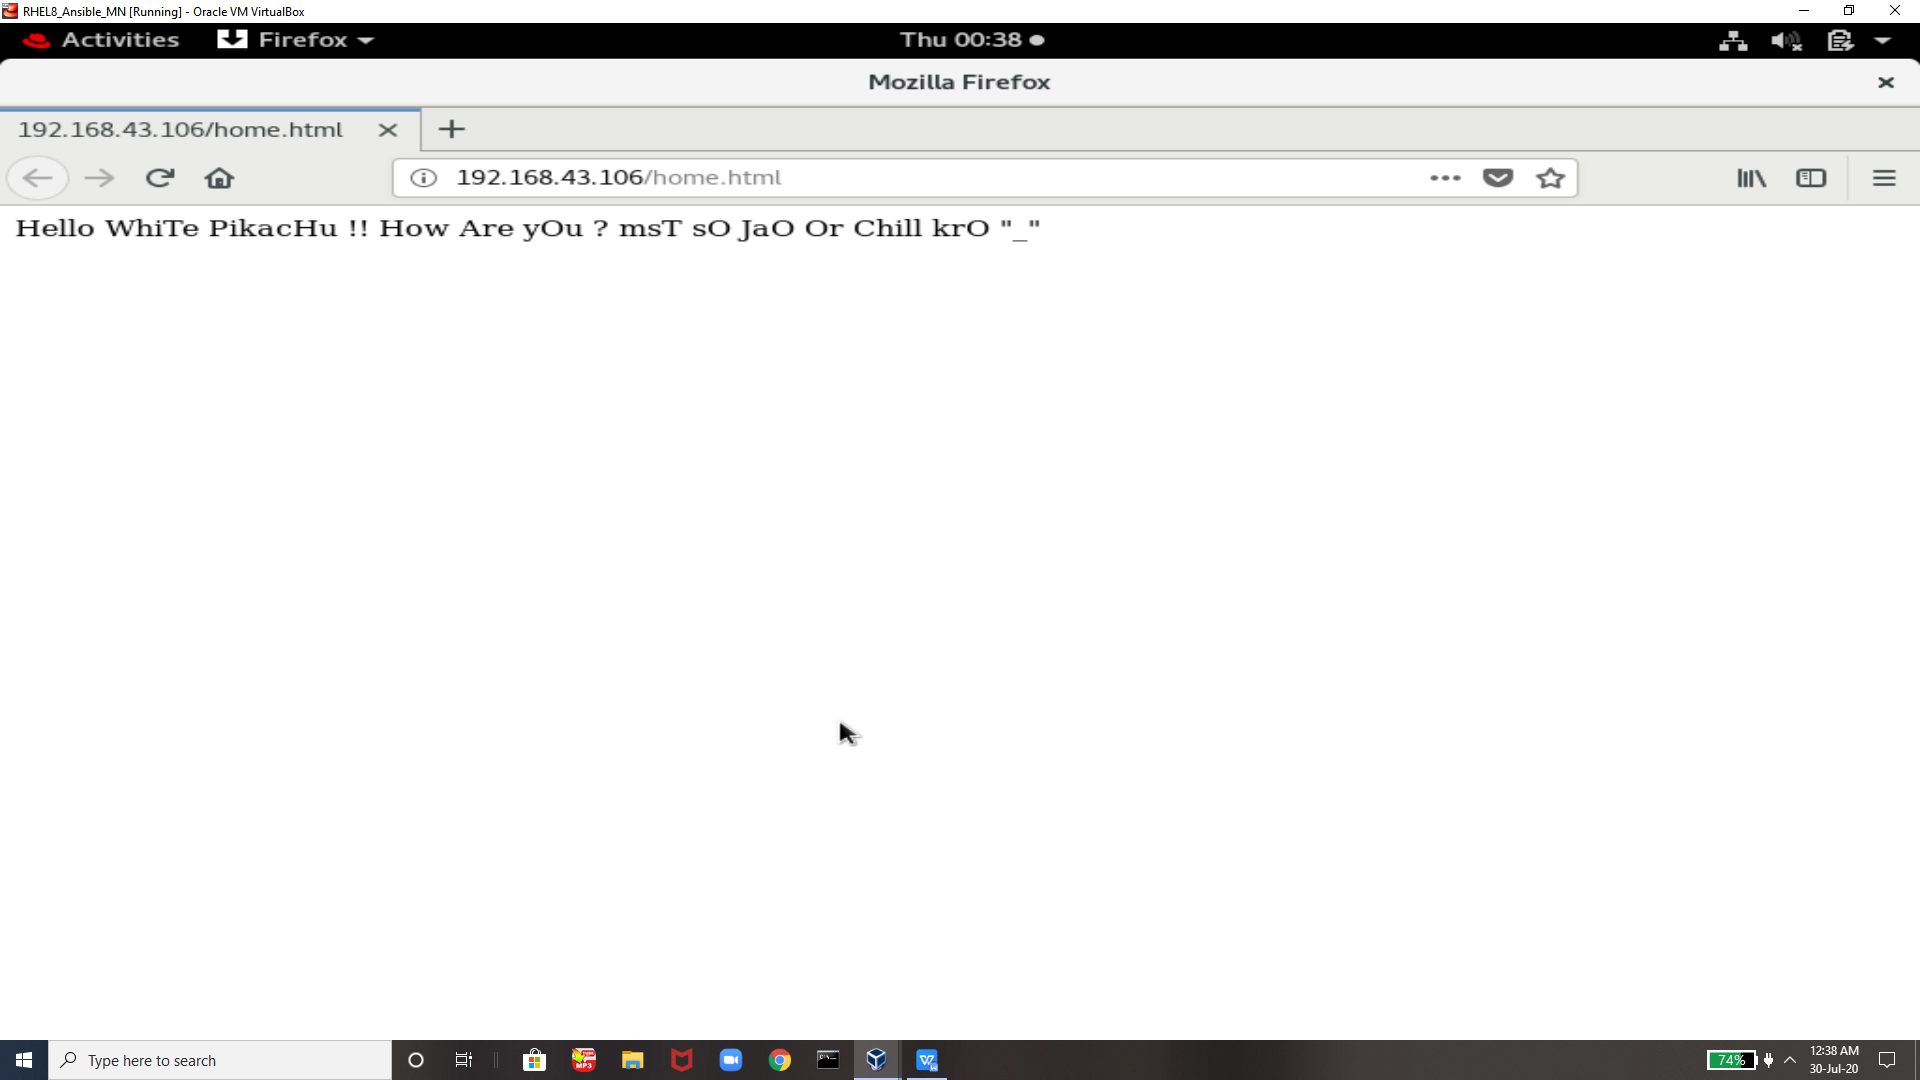 RHEL8_Ansible_MN [Running] - Oracle VM VirtualBox
Activities Firefox Thu 00:38
Mozilla Firefox
192.168.43.106/home.html
192.168.43.106/home.html
Hello WhiTe PikacHu !! How Are yOu ? msT sO JaO Or Chill krO "_"
Type here to search
74%
12:38 AM
30-Jul-20